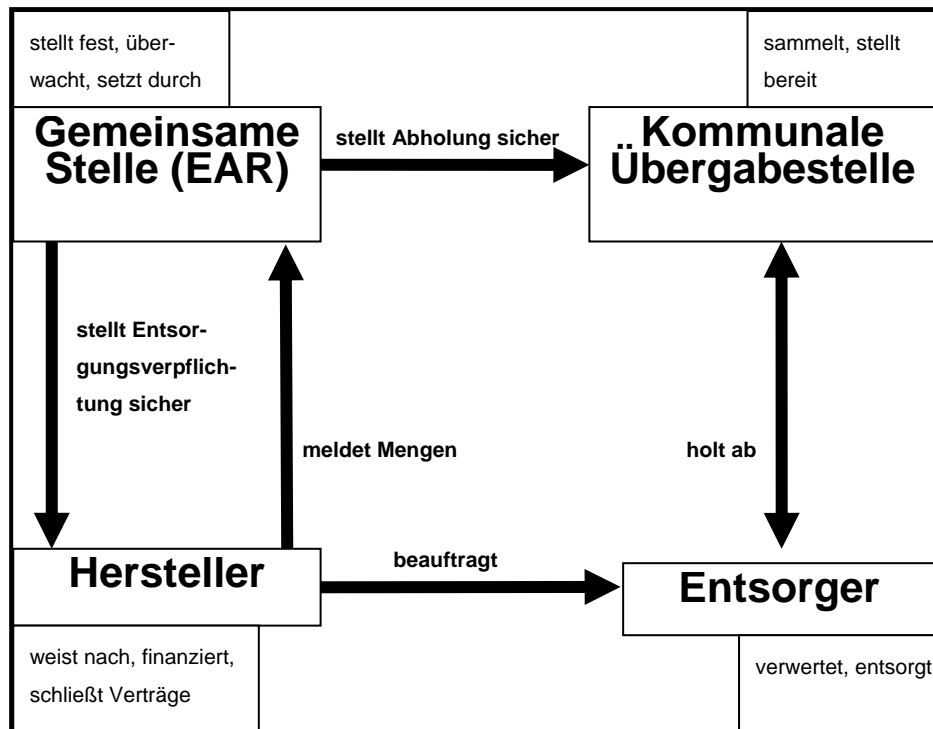 stellt fest, über-
wacht, setzt durch
sammelt, stellt
bereit
Gemeinsame
Stelle (EAR)
stellt Abholung sicher
Kommunale
Übergabestelle
stellt Entsor-
gungsverpflich-
tung sicher
meldet Mengen
holt ab
Hersteller
beauftragt
Entsorger
weist nach, finanziert,
schließt Verträge
verwertet, entsorgt